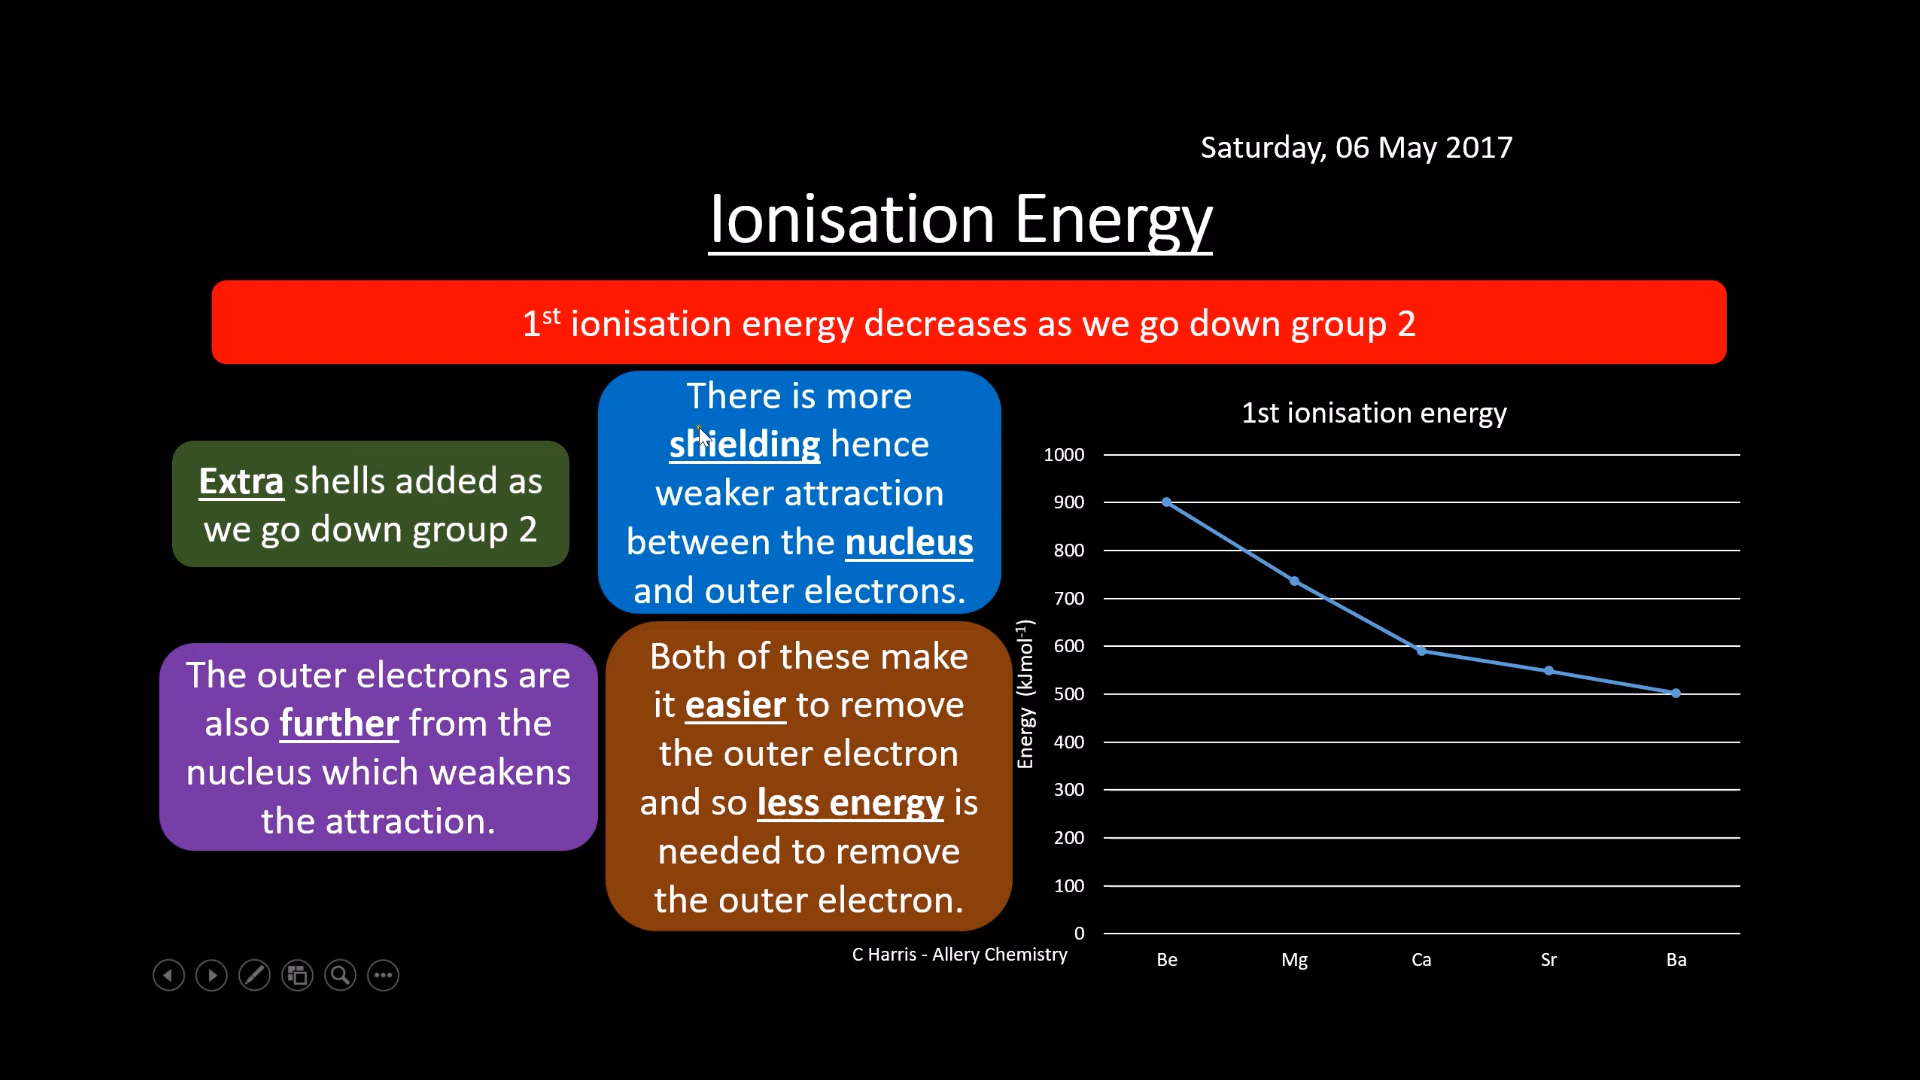 Saturday, 06 May 2017
Ionisation Energy
1st ionisation energy decreases as we go down group 2
Extra shells added as
we go down group 2
There is more
shielding hence
weaker attraction
between the nucleus
and outer electrons.
The outer electrons are
also further from the
nucleus which weakens
the attraction.
Both of these make
it easier to remove
the outer electron
and so less energy is
needed to remove
the outer electron.
1st ionisation energy
Energy (kJmol-1)
1000
900
800
700
600
500
400
300
200
100
0
Be Mg Ca Sr Ba
C Harris - Allery Chemistry